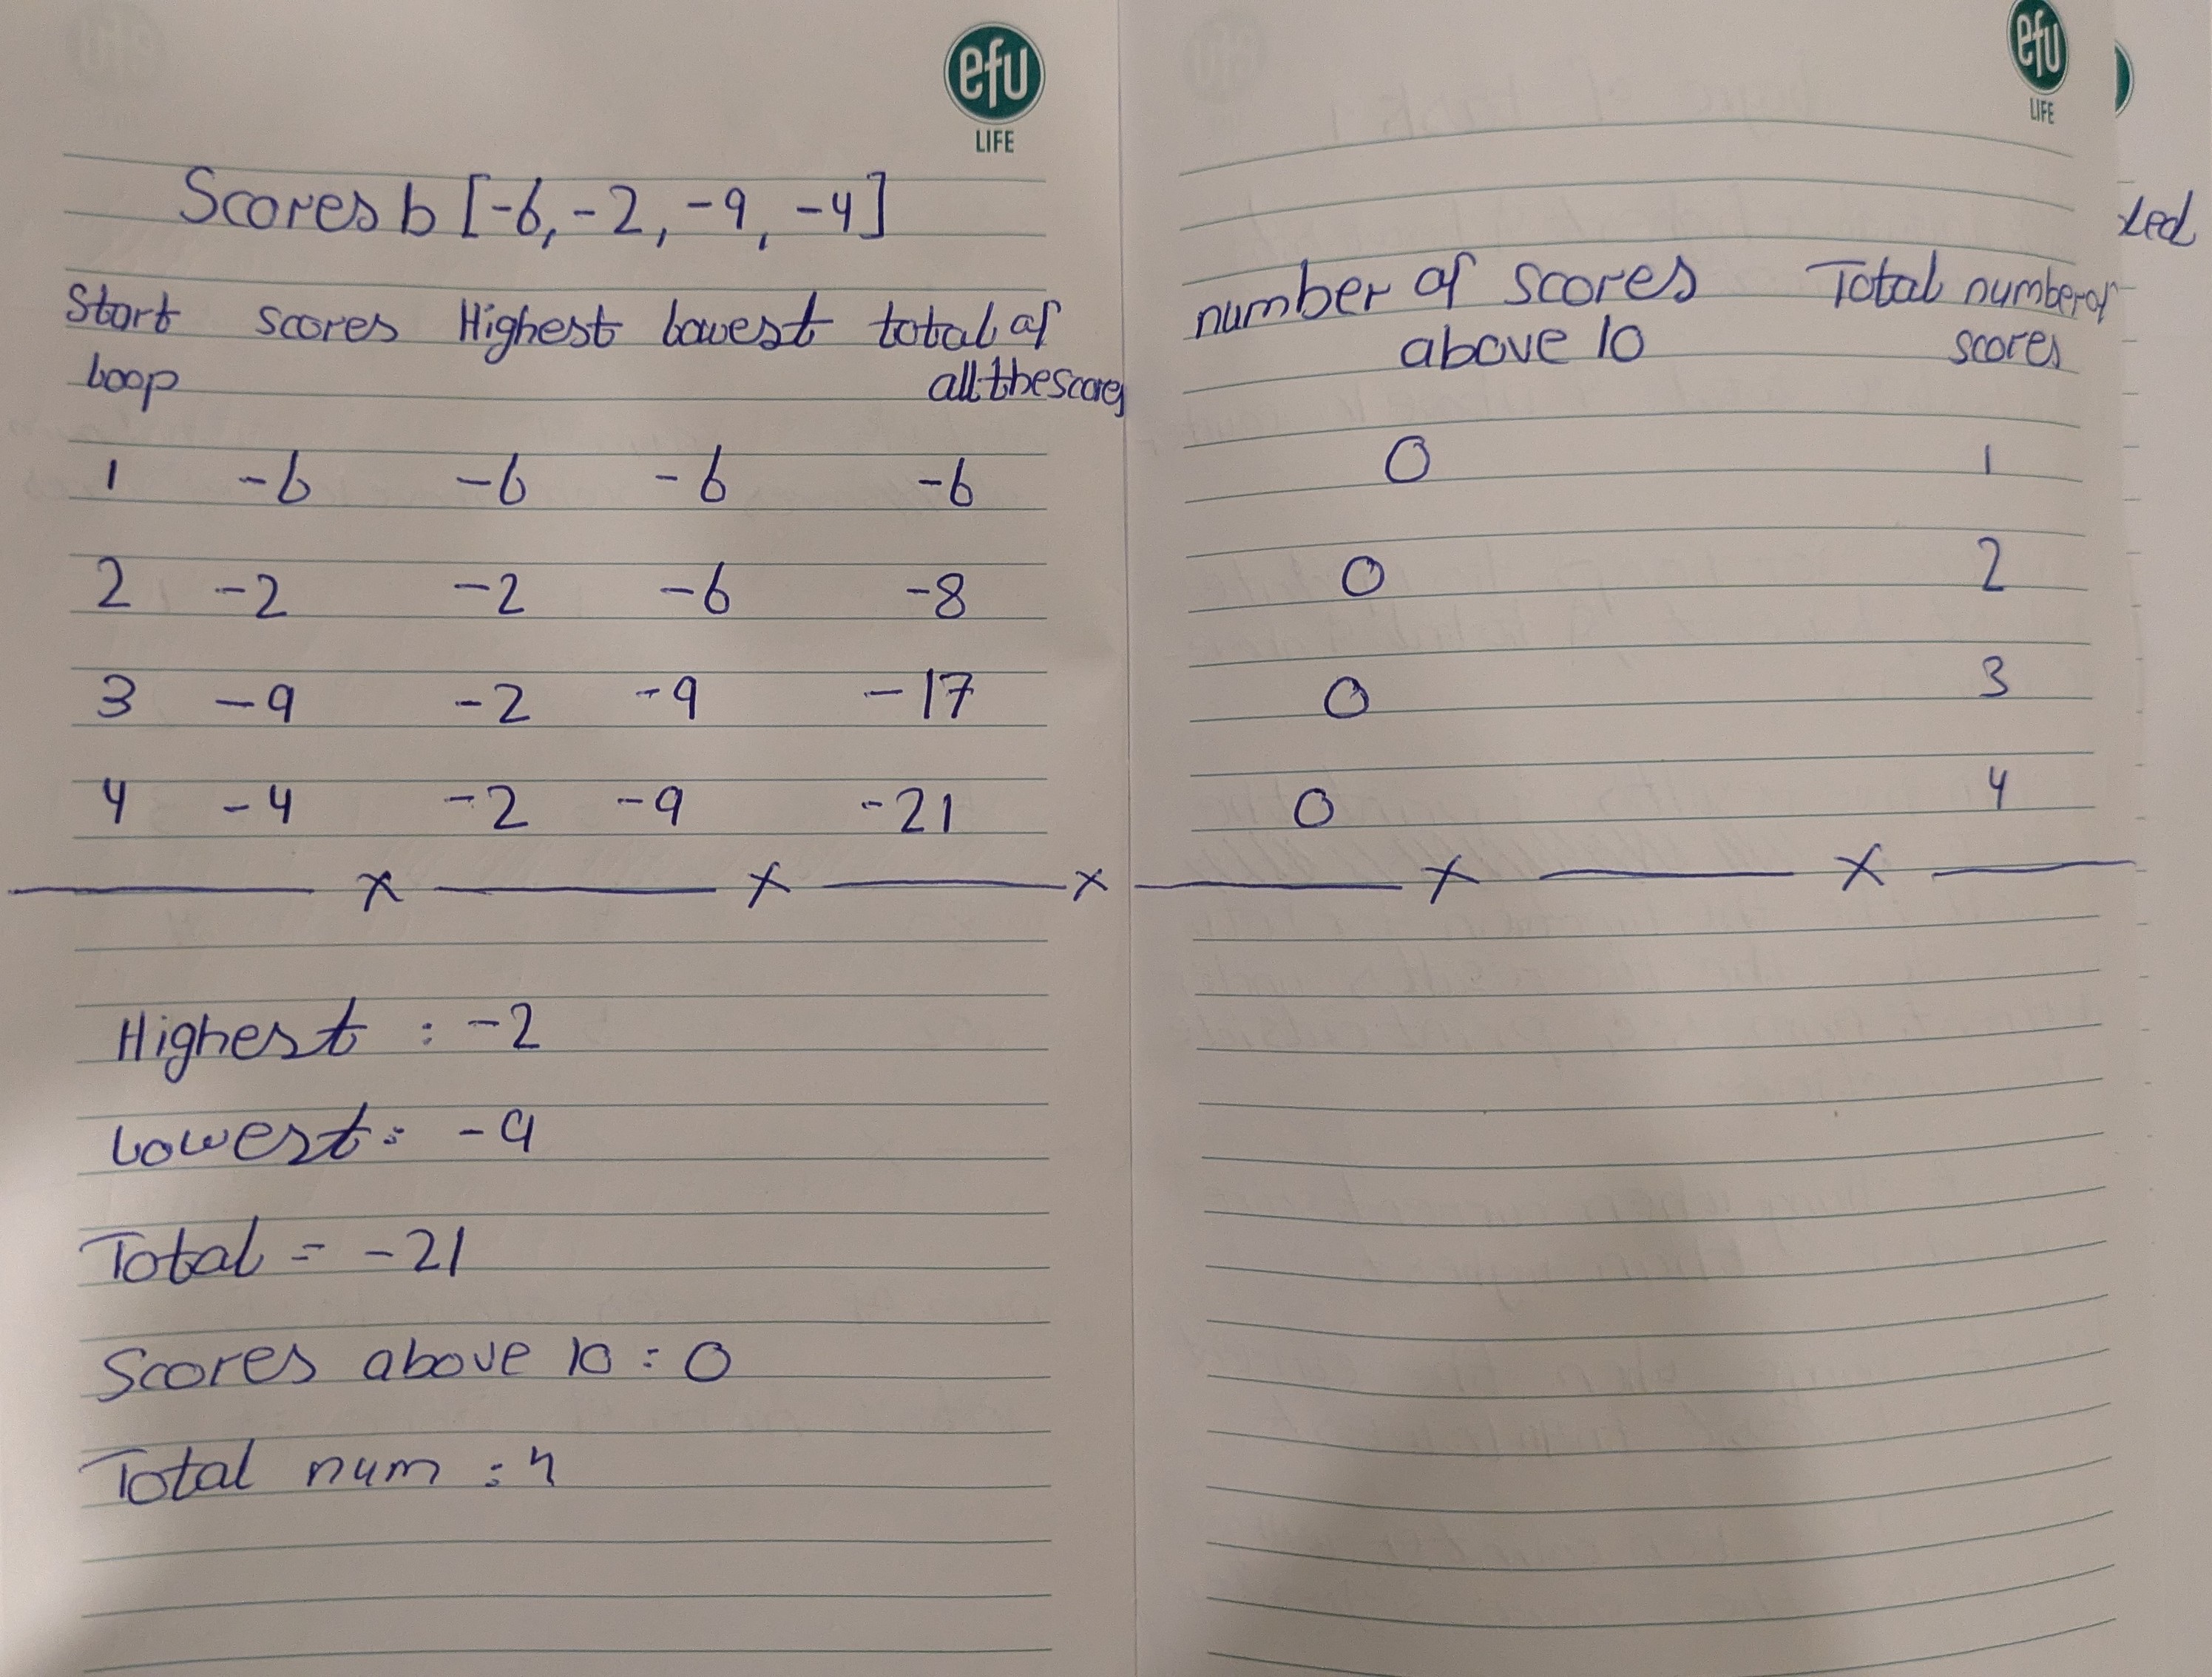 efu
LIFE
efu
LIFE
Scores b [-6, -2, -9, -4]
Start scores Highest Lowest total of
Loop all the scores
number of scores Total number of
above 10 scores
1 -6 -6 -6 -6 0 1
2 -2 -2 -6 -8 0 2
3 -9 -2 -9 -17 0 3
4 -4 -2 -9 -21 0 4
x x x x x
Highest : -2
Lowest : -9
Total = -21
Scores above 10 : 0
Total num : 4